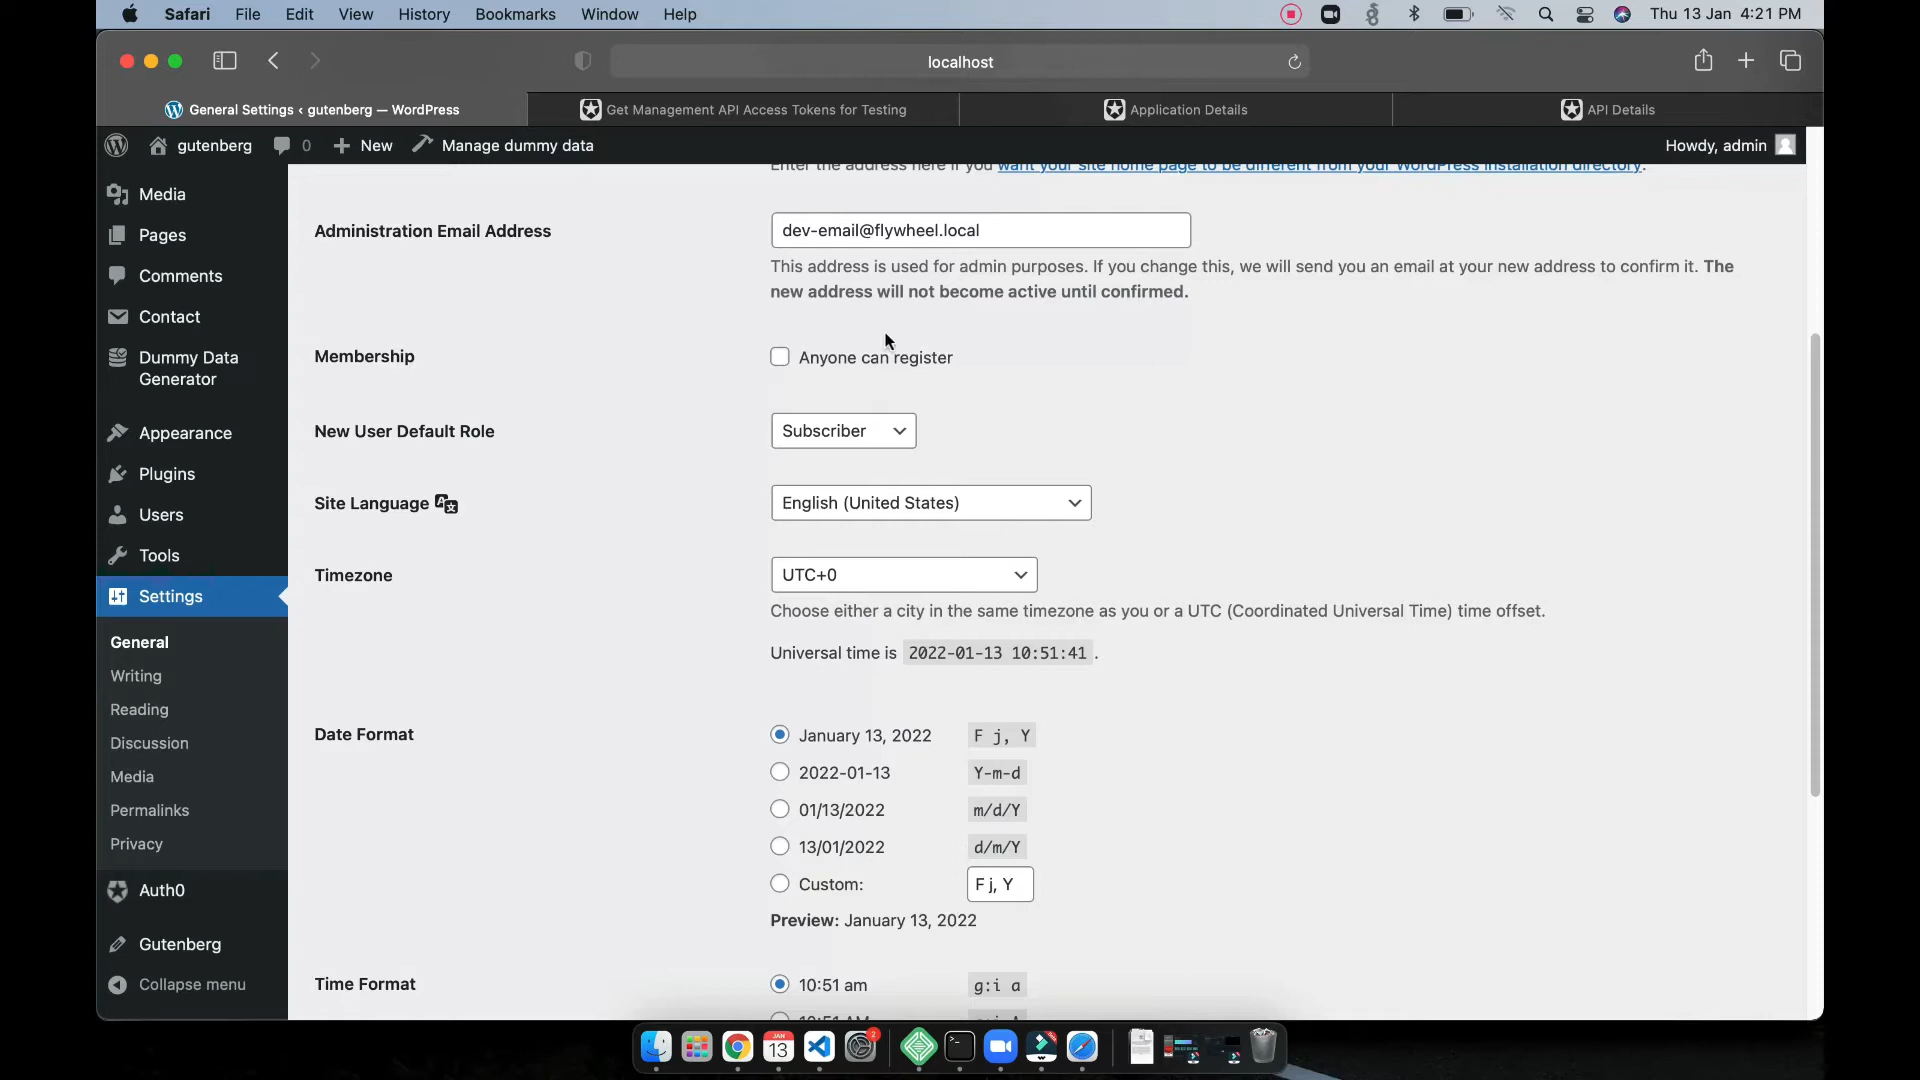 Safari File Edit View History Bookmarks Window Help Thu 13 Jan 4:21 PM
localhost
General Settings ‹ gutenberg — WordPress
Get Management API Access Tokens for Testing
Application Details
API Details
gutenberg 0 New Manage dummy data Howdy, admin
Media
Pages
Comments
Contact
Dummy Data
Generator
Appearance
Plugins
Users
Tools
Settings
General
Writing
Reading
Discussion
Media
Permalinks
Privacy
Auth0
Gutenberg
Collapse menu
Enter the address here if you want your site home page to be different from your WordPress installation directory.
Administration Email Address
dev-email@flywheel.local
This address is used for admin purposes. If you change this, we will send you an email at your new address to confirm it. The
new address will not become active until confirmed.
Membership
Anyone can register
New User Default Role
Subscriber
Site Language
English (United States)
Timezone
UTC+0
Choose either a city in the same timezone as you or a UTC (Coordinated Universal Time) time offset.
Universal time is 2022-01-13 10:51:41 .
Date Format
January 13, 2022 F j, Y
2022-01-13 Y-m-d
01/13/2022 m/d/Y
13/01/2022 d/m/Y
Custom: F j, Y
Preview: January 13, 2022
Time Format
10:51 am g:i a
JAN
13
2